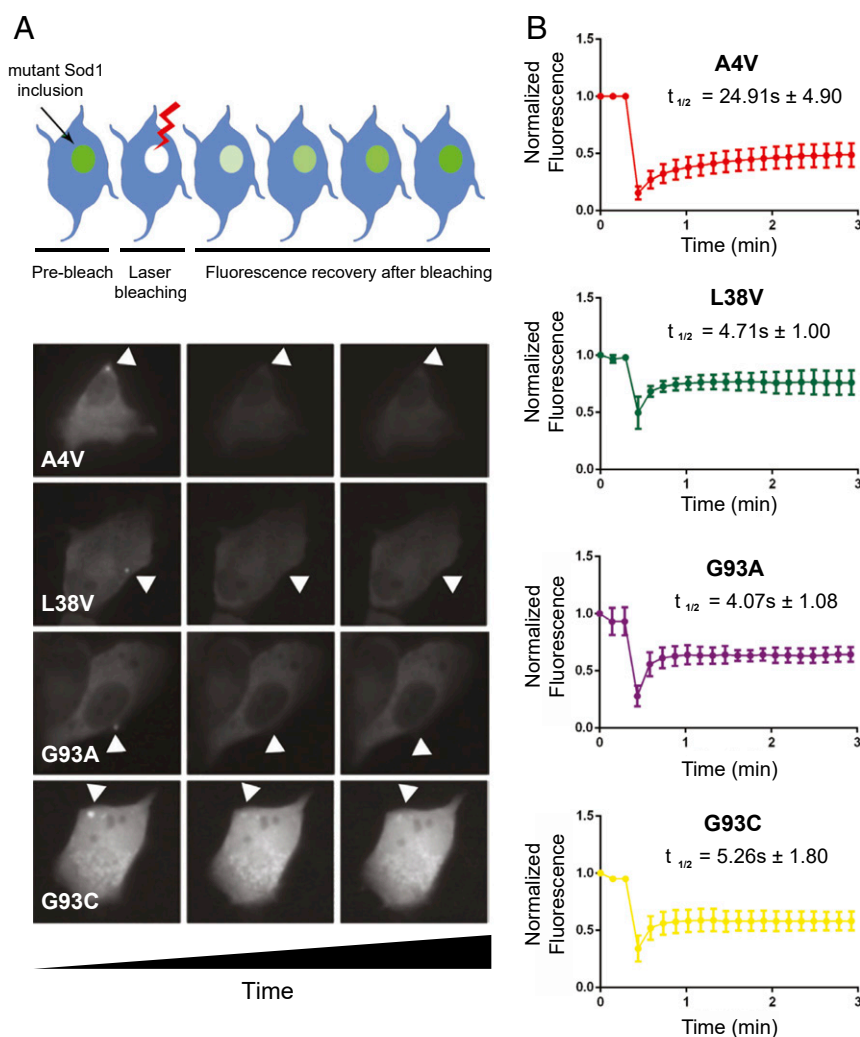 A
mutant Sod1
inclusion
Pre-bleach
Laser
bleaching
Fluorescence recovery after bleaching
A4V
L38V
G93A
G93C
Time
B
A4V
t 1/2 = 24.91s ± 4.90
Normalized
Fluorescence
1.5
1.0
0.5
0.0
0
1
2
3
Time (min)
L38V
t 1/2 = 4.71s ± 1.00
Normalized
Fluorescence
1.5
1.0
0.5
0.0
0
1
2
3
Time (min)
G93A
t 1/2 = 4.07s ± 1.08
Normalized
Fluorescence
1.5
1.0
0.5
0.0
0
1
2
3
Time (min)
G93C
t 1/2 = 5.26s ± 1.80
Normalized
Fluorescence
1.5
1.0
0.5
0.0
0
1
2
3
Time (min)